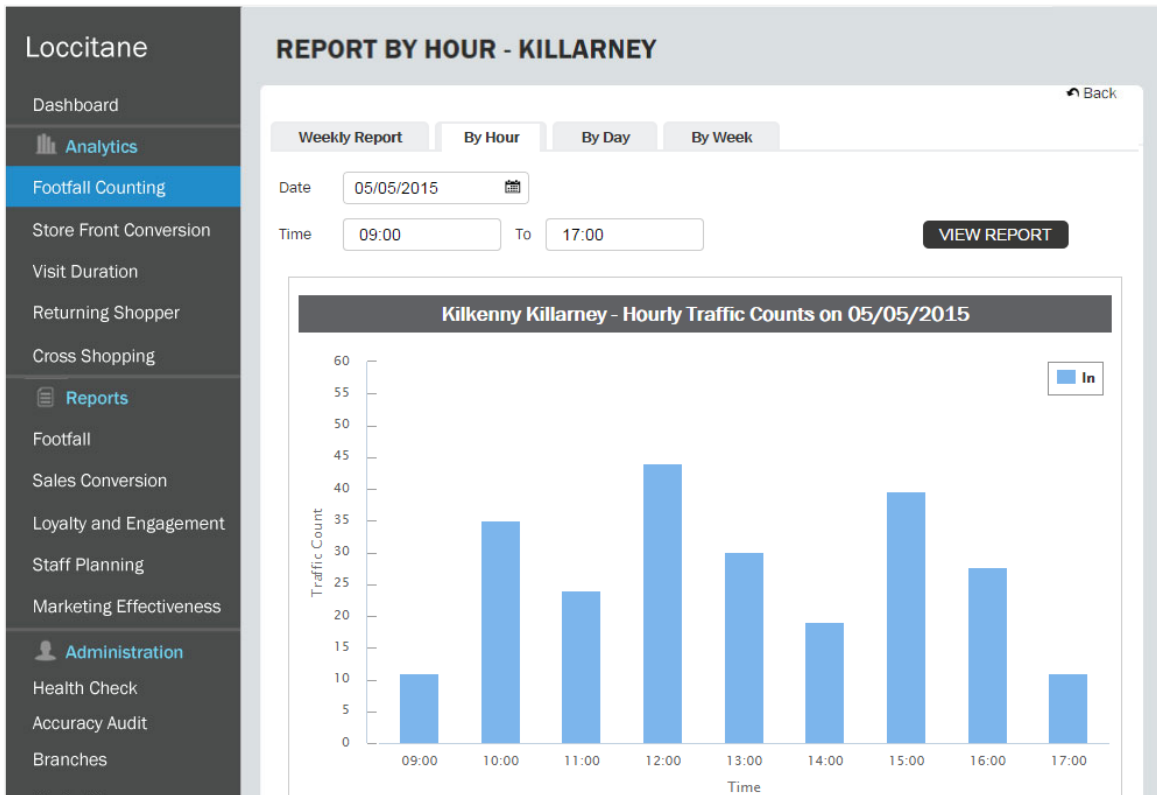 Loccitane
Dashboard
Analytics
Footfall Counting
Store Front Conversion
Visit Duration
Returning Shopper
Cross Shopping
Reports
Footfall
Sales Conversion
Loyalty and Engagement
Staff Planning
Marketing Effectiveness
Administration
Health Check
Accuracy Audit
Branches
REPORT BY HOUR - KILLARNEY
Back
Weekly Report By Hour By Day By Week
Date 05/05/2015
Time 09:00 To 17:00 VIEW REPORT
Kilkenny Killarney - Hourly Traffic Counts on 05/05/2015
In
Traffic Count
60
55
50
45
40
35
30
25
20
15
10
5
0
09:00 10:00 11:00 12:00 13:00 14:00 15:00 16:00 17:00
Time